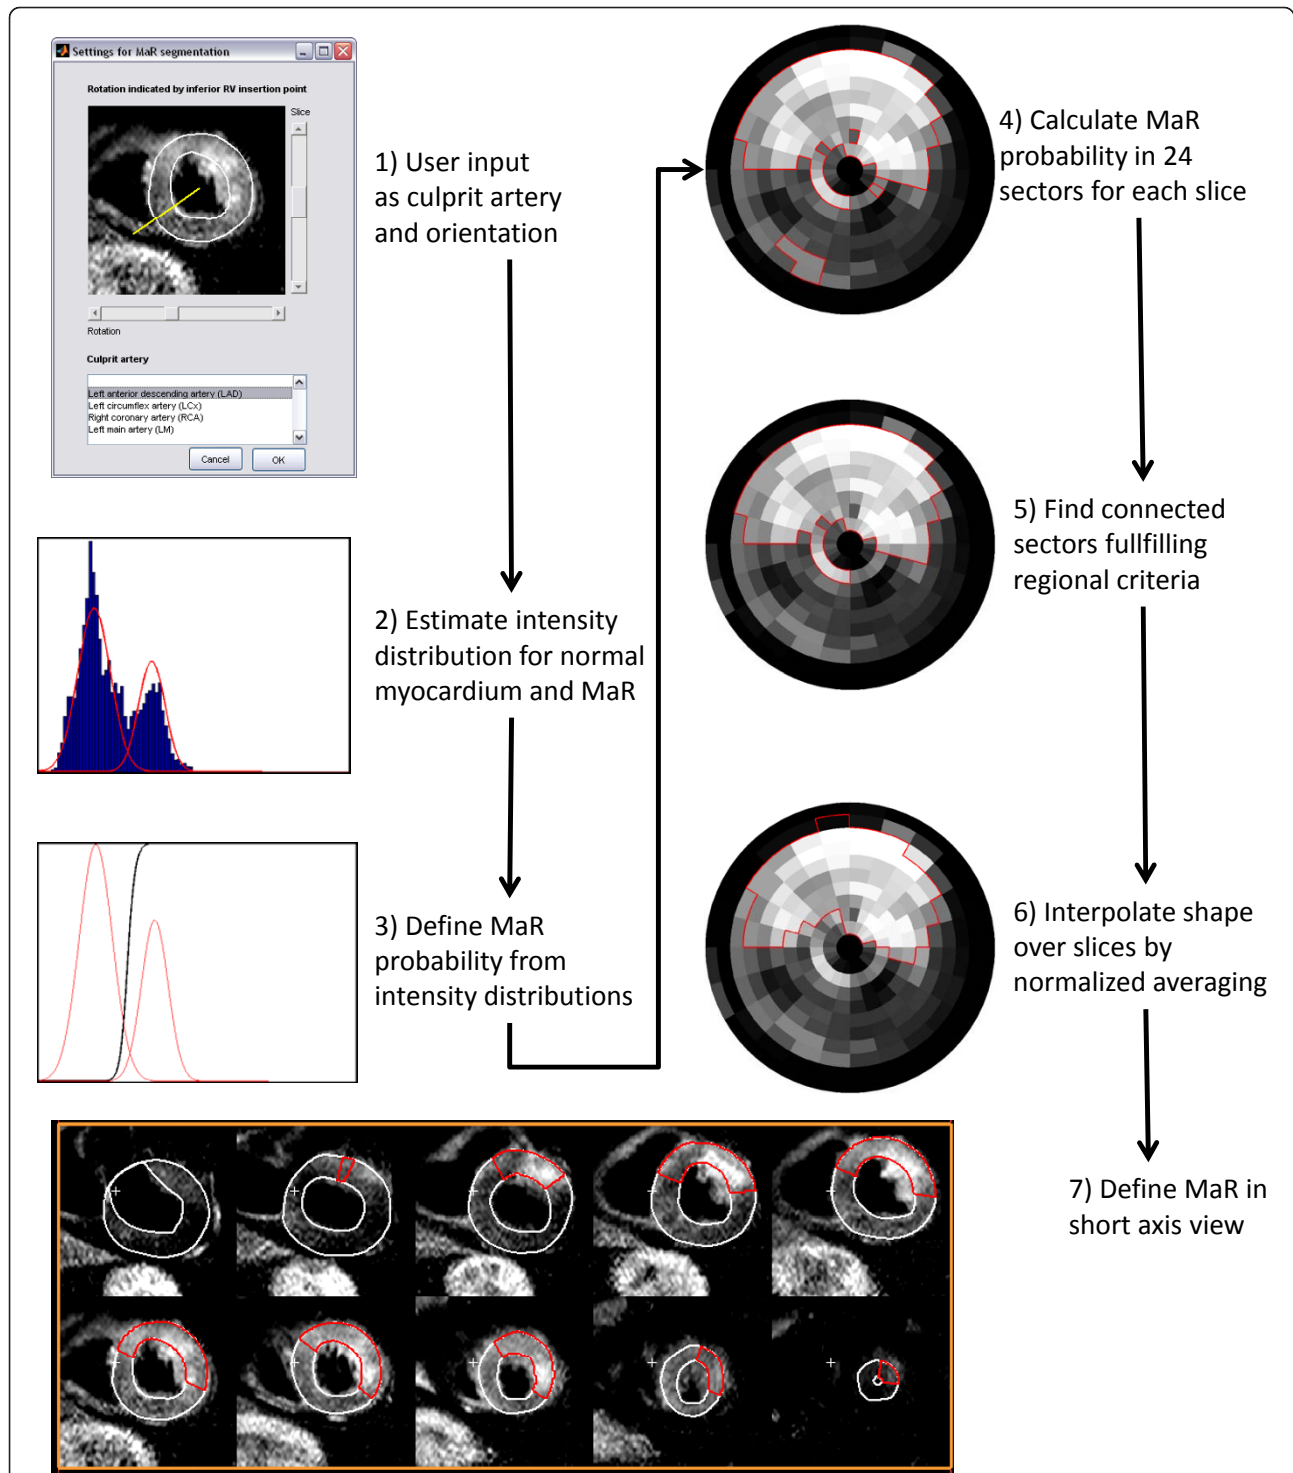 Settings for MaR segmentation
Rotation indicated by inferior RV insertion point
Slice
Rotation
Culprit artery
Left anterior descending artery (LAD)
Left circumflex artery (LCx)
Right coronary artery (RCA)
Left main artery (LM)
Cancel
OK
1) User input
as culprit artery
and orientation
2) Estimate intensity
distribution for normal
myocardium and MaR
3) Define MaR
probability from
intensity distributions
4) Calculate MaR
probability in 24
sectors for each slice
5) Find connected
sectors fullfilling
regional criteria
6) Interpolate shape
over slices by
normalized averaging
7) Define MaR in
short axis view